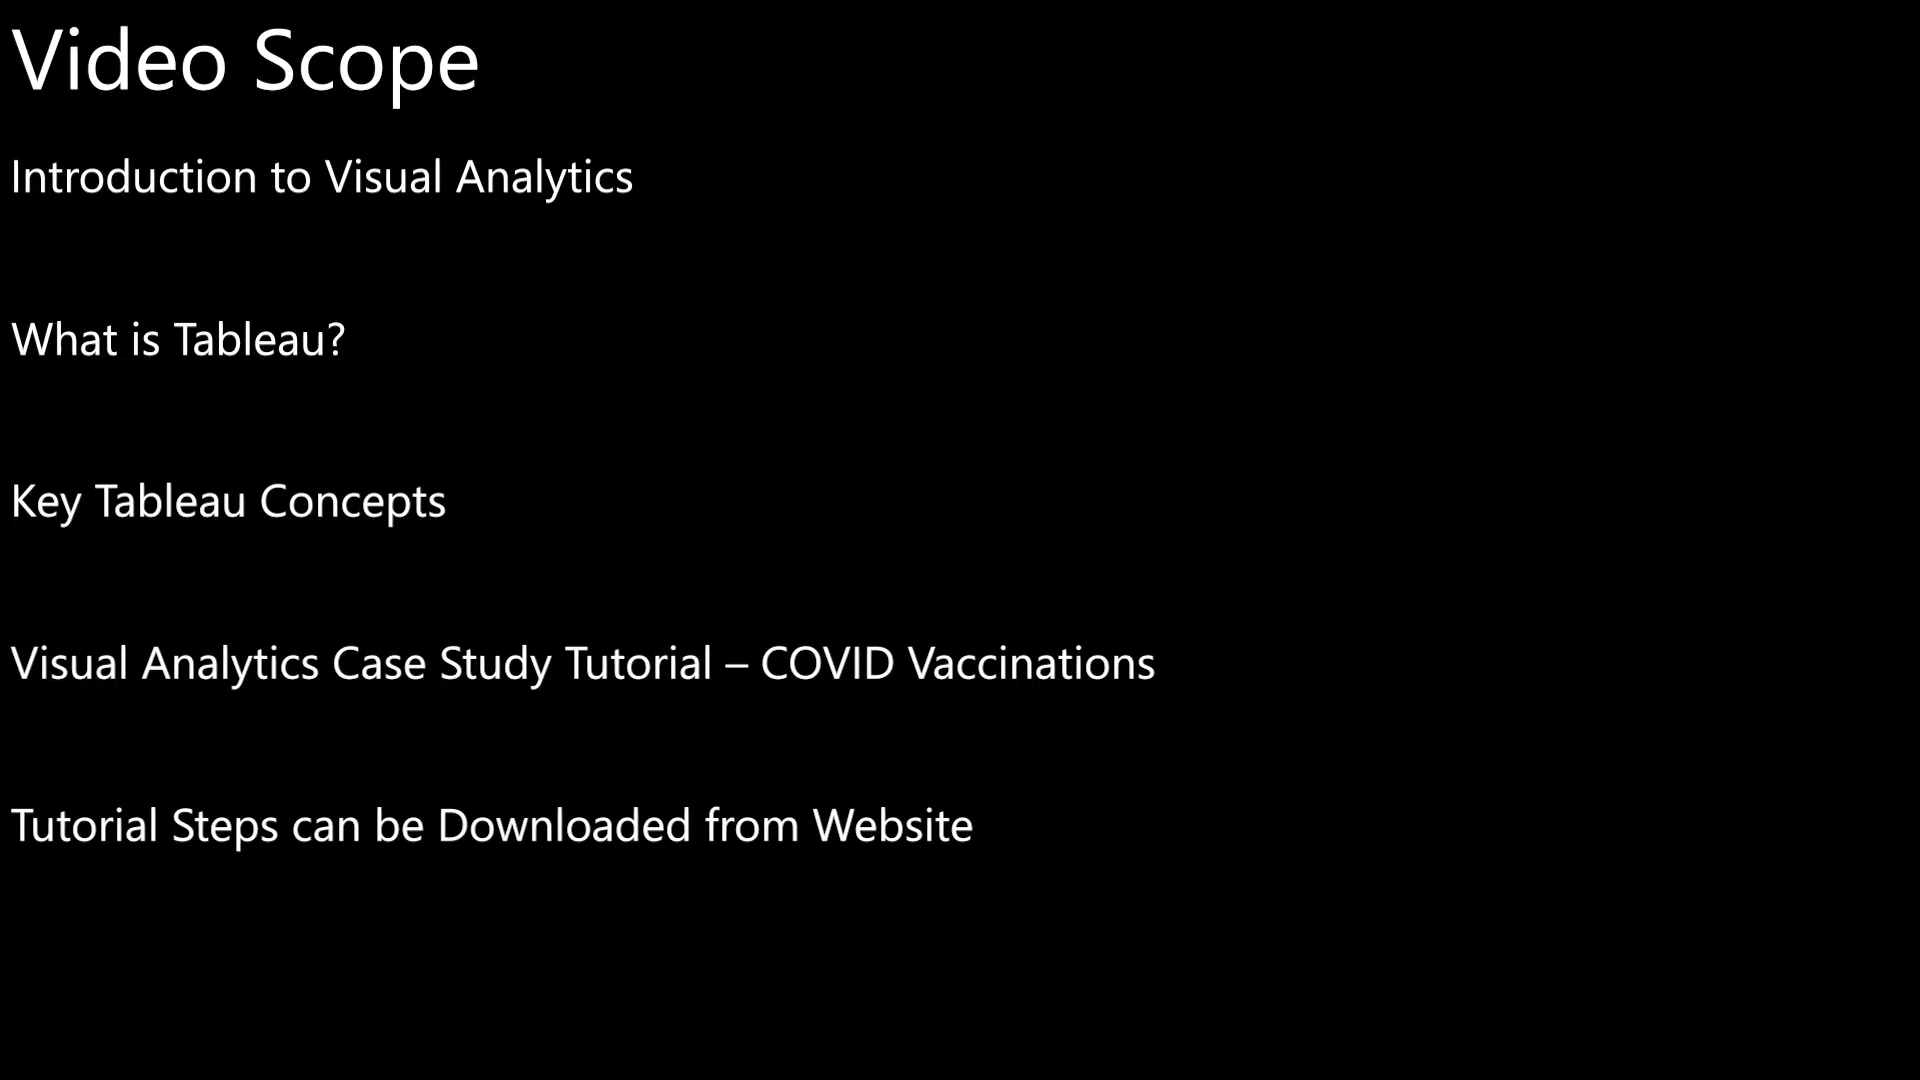 Video Scope
Introduction to Visual Analytics
What is Tableau?
Key Tableau Concepts
Visual Analytics Case Study Tutorial – COVID Vaccinations
Tutorial Steps can be Downloaded from Website